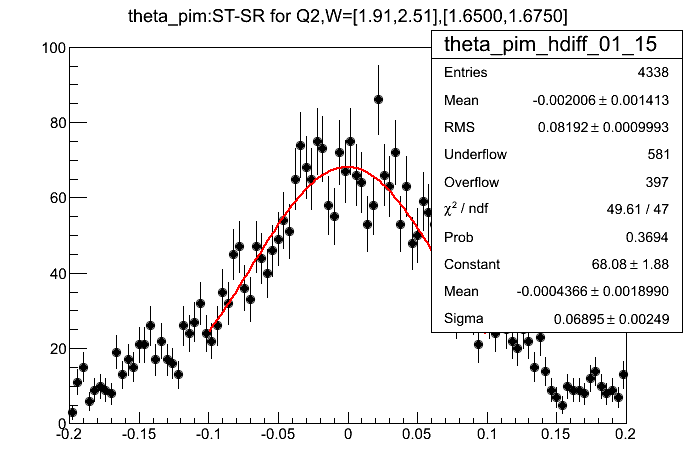 theta_pim:ST-SR for Q2,W=[1.91,2.51],[1.6500,1.6750]
theta_pim_hdiff_01_15
Entries 4338
Mean -0.002006 ± 0.001413
RMS 0.08192 ± 0.0009993
Underflow 581
Overflow 397
χ² / ndf 49.61 / 47
Prob 0.3694
Constant 68.08 ± 1.88
Mean -0.0004366 ± 0.0018990
Sigma 0.06895 ± 0.00249
100
80
60
40
20
0
-0.2 -0.15 -0.1 -0.05 0 0.05 0.1 0.15 0.2